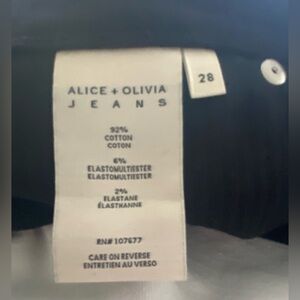 ALICE + OLIVIA
JEANS
28
92%
COTTON
COTON
6%
ELASTOMULTIESTER
ELASTOMULTIESTER
2%
ELASTANE
ÉLASTHANNE
RN# 107677
CARE ON REVERSE
ENTRETIEN AU VERSO